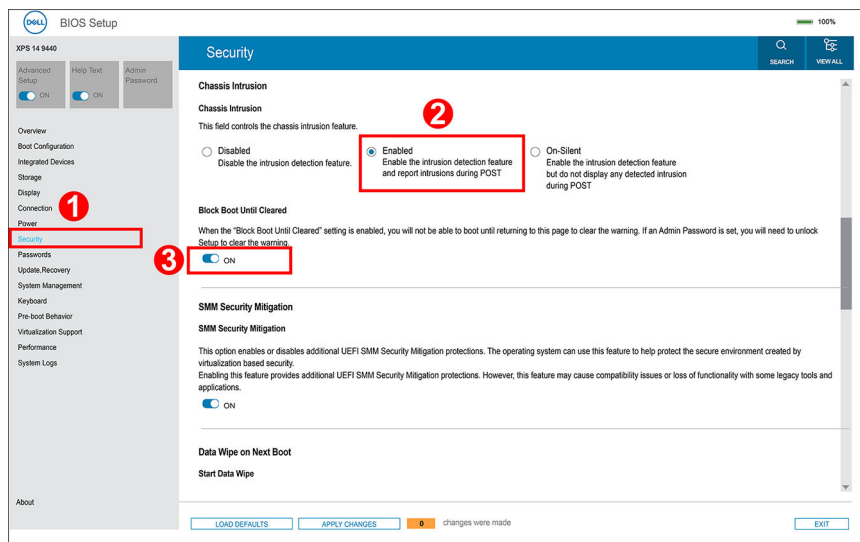 DELL
BIOS Setup
100%
XPS 14 9440
Advanced
Setup
ON
Help Text
ON
Admin
Password
Overview
Boot Configuration
Integrated Devices
Storage
Display
Connection
Power
Security
Passwords
Update,Recovery
System Management
Keyboard
Pre-boot Behavior
Virtualization Support
Performance
System Logs
About
1
Security
SEARCH
VIEW ALL
Chassis Intrusion
Chassis Intrusion
This field controls the chassis intrusion feature.
2
Disabled
Disable the intrusion detection feature.
Enabled
Enable the intrusion detection feature
and report intrusions during POST
On-Silent
Enable the intrusion detection feature
but do not display any detected intrusion
during POST
Block Boot Until Cleared
When the “Block Boot Until Cleared” setting is enabled, you will not be able to boot until returning to this page to clear the warning. If an Admin Password is set, you will need to unlock
Setup to clear the warning.
3
ON
SMM Security Mitigation
SMM Security Mitigation
This option enables or disables additional UEFI SMM Security Mitigation protections. The operating system can use this feature to help protect the secure environment created by
virtualization based security.
Enabling this feature provides additional UEFI SMM Security Mitigation protections. However, this feature may cause compatibility issues or loss of functionality with some legacy tools and
applications.
ON
Data Wipe on Next Boot
Start Data Wipe
LOAD DEFAULTS
APPLY CHANGES
0
changes were made
EXIT